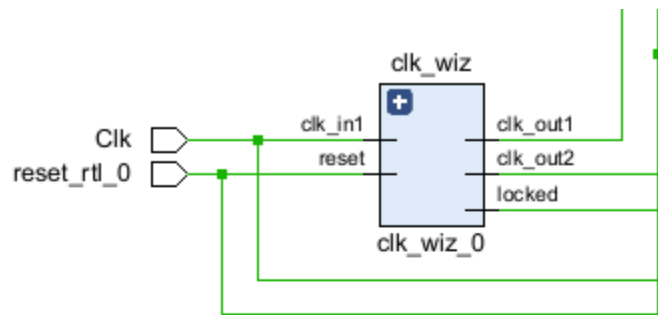 clk_wiz
Clk
clk_in1
clk_out1
reset_rtl_0
reset
clk_out2
locked
clk_wiz_0